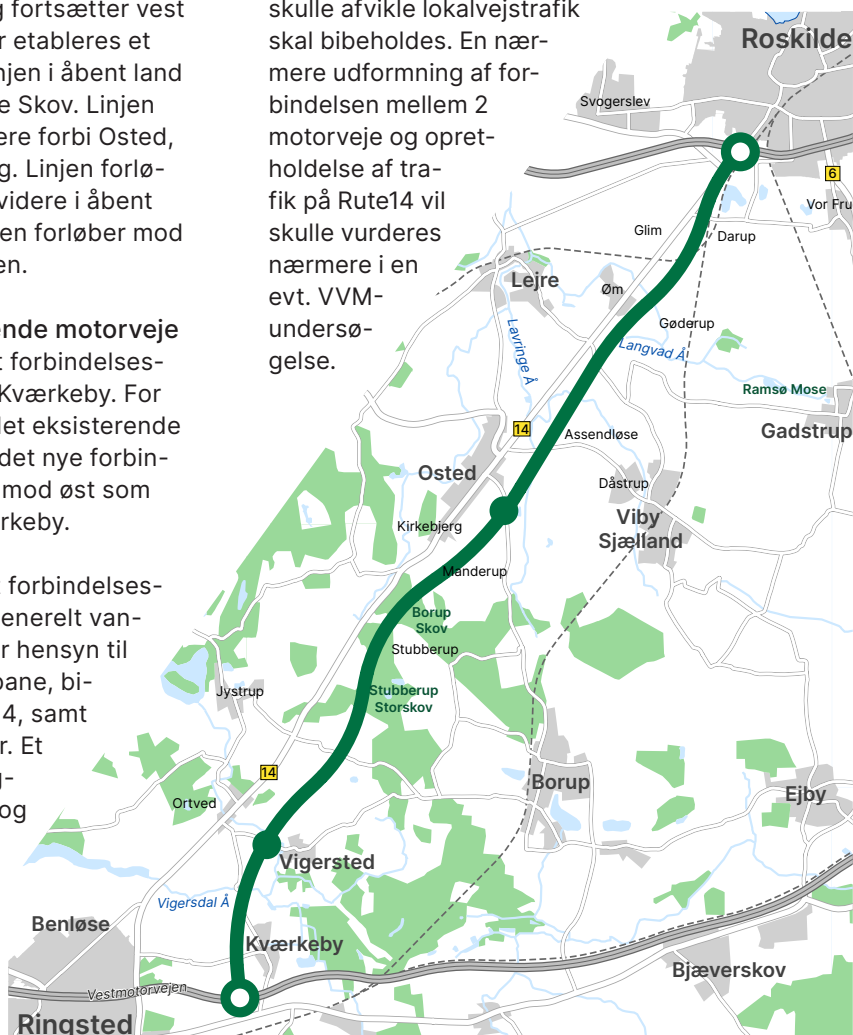 g fortsætter vest
r etableres et
njen i åbent land
e Skov. Linjen
ere forbi Osted,
g. Linjen forlø-
videre i åbent
en forløber mod
en.
ende motorveje
t forbindelses-
Kværkeby. For
det eksisterende
det nye forbin-
mod øst som
rkeby.
t forbindelses-
enerelt van-
r hensyn til
bane, bi-
4, samt
r. Et
g-
og
skulle afvikle lokalvejstrafik
skal bibeholdes. En nær-
mere udformning af for-
bindelsen mellem 2
motorveje og opret-
holdelse af tra-
fik på Rute14 vil
skulle vurderes
nærmere i en
evt. VVM-
undersø-
gelse.
Roskilde
Svogerslev
6
Vor Fru
Glim
Darup
Lejre
Øm
Gøderup
Lavringe Å
Langvad Å
Ramsø Mose
Gadstrup
14
Assendløse
Osted
Dåstrup
Viby
Sjælland
Kirkebjerg
Manderup
Borup
Skov
Stubberup
Stubberup
Storskov
Jystrup
14
Ortved
Borup
Ejby
Vigersted
Vigersdal Å
Benløse
Kværkeby
Bjæverskov
Vestmotorvejen
Ringsted